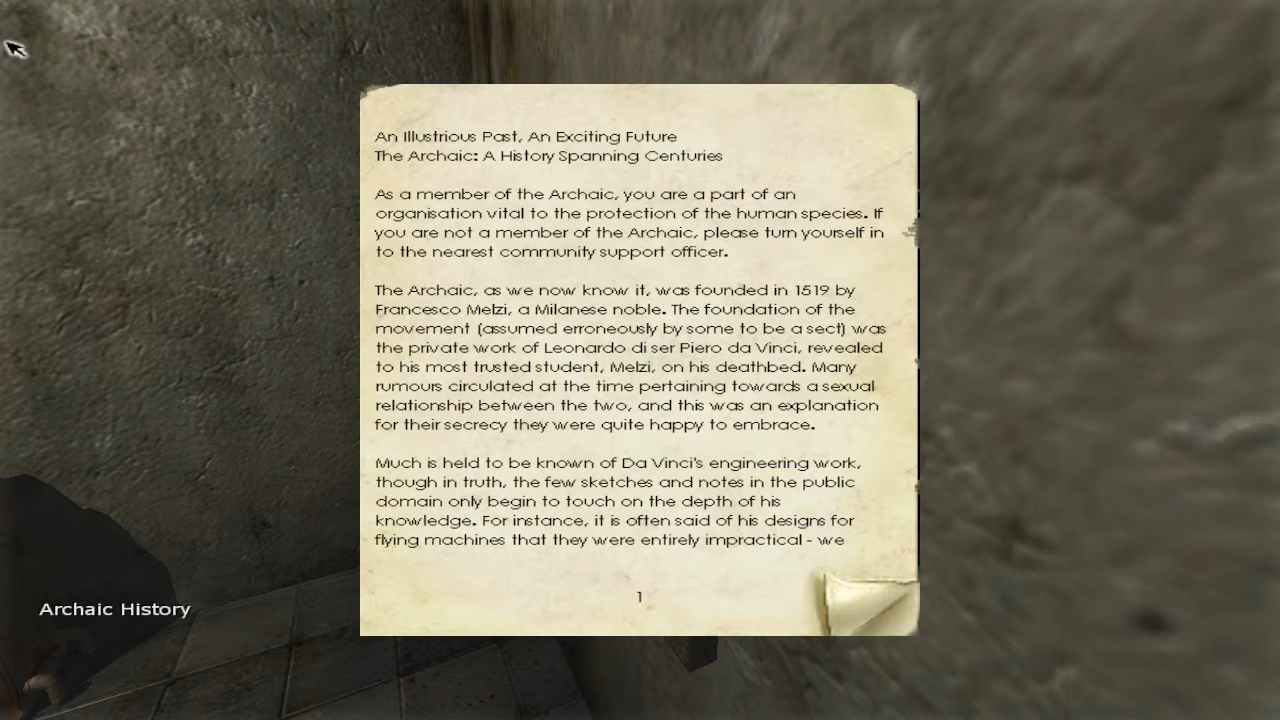 An Illustrious Past, An Exciting Future
The Archaic: A History Spanning Centuries
As a member of the Archaic, you are a part of an
organisation vital to the protection of the human species. If
you are not a member of the Archaic, please turn yourself in
to the nearest community support officer.
The Archaic, as we now know it, was founded in 1519 by
Francesco Melzi, a Milanese noble. The foundation of the
movement (assumed erroneously by some to be a sect) was
the private work of Leonardo di ser Piero da Vinci, revealed
to his most trusted student, Melzi, on his deathbed. Many
rumours circulated at the time pertaining towards a sexual
relationship between the two, and this was an explanation
for their secrecy they were quite happy to embrace.
Much is held to be known of Da Vinci's engineering work,
though in truth, the few sketches and notes in the public
domain only begin to touch on the depth of his
knowledge. For instance, it is often said of his designs for
flying machines that they were entirely impractical - we
1
Archaic History